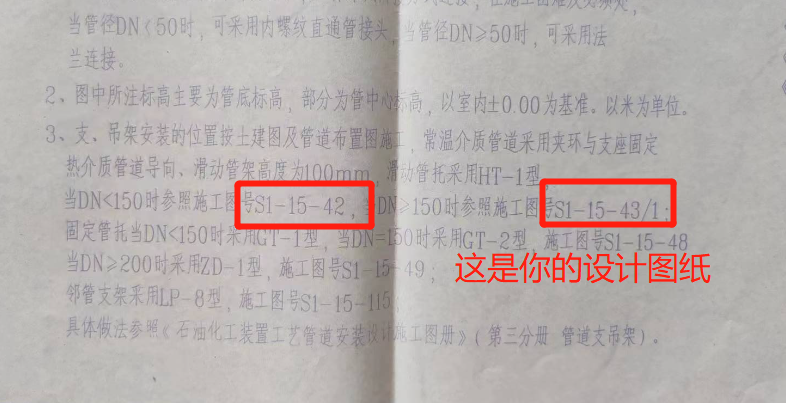 当管径DN<50时,可采用内螺纹直通管接头,当管径DN≥50时,可采用法
兰连接。
2、图中所注标高主要为管底标高,部分为管中心标高,以室内±0.00为基准。以米为单位。
3、支、吊架安装的位置按土建图及管道布置图施工,常温介质管道采用夹环与支座固定
热介质管道导向、滑动管架高度为100mm,滑动管托采用HT-1型,
当DN<150时参照施工图号S1-15-42,当DN≥150时参照施工图号S1-15-43/1;
固定管托当DN<150时采用GT-1型,当DN=150时采用GT-2型,施工图号S1-15-48
当DN≥200时采用ZD-1型,施工图号S1-15-49;
这是你的设计图纸
邻管支架采用LP-8型,施工图号S1-15-115;
具体做法参照《石油化工装置工艺管道安装设计施工图册》(第三分册 管道支吊架)。